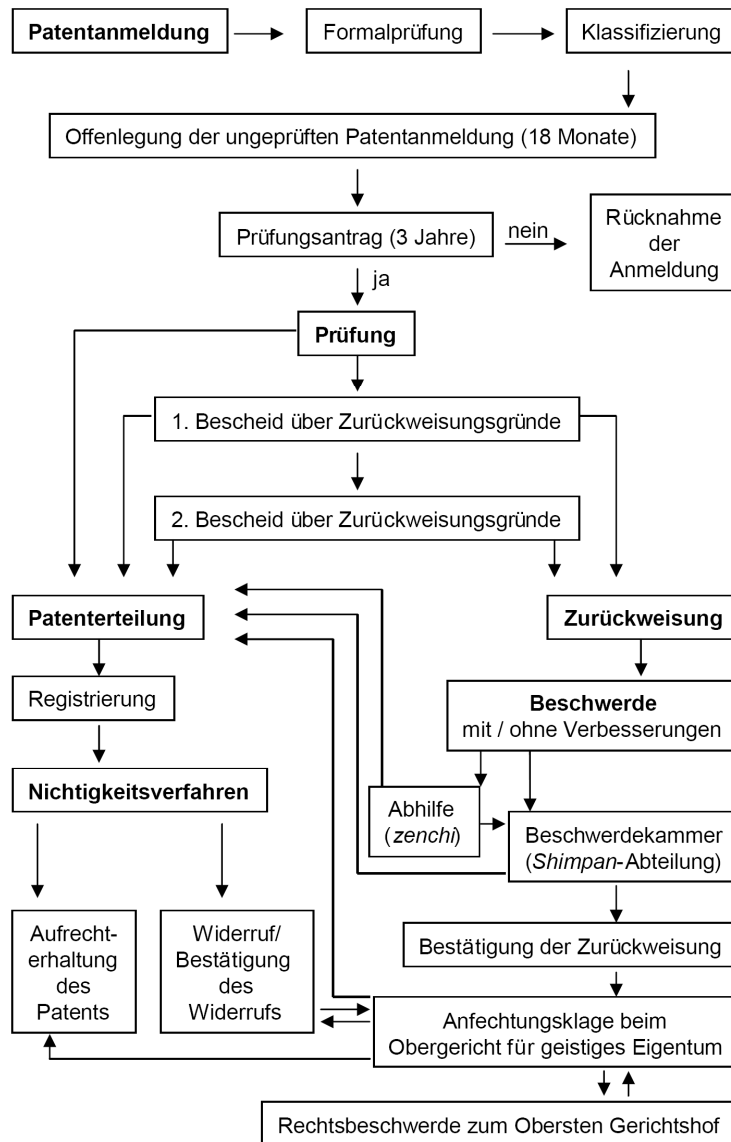 Patentanmeldung
Formalprüfung
Klassifizierung
Offenlegung der ungeprüften Patentanmeldung (18 Monate)
Prüfungsantrag (3 Jahre)
nein
Rücknahme
der
Anmeldung
ja
Prüfung
1. Bescheid über Zurückweisungsgründe
2. Bescheid über Zurückweisungsgründe
Patenterteilung
Zurückweisung
Registrierung
Beschwerde
mit / ohne Verbesserungen
Nichtigkeitsverfahren
Abhilfe
(zenchi)
Beschwerdekammer
(Shimpan-Abteilung)
Aufrecht-
erhaltung
des
Patents
Widerruf/
Bestätigung
des
Widerrufs
Bestätigung der Zurückweisung
Anfechtungsklage beim
Obergericht für geistiges Eigentum
Rechtsbeschwerde zum Obersten Gerichtshof